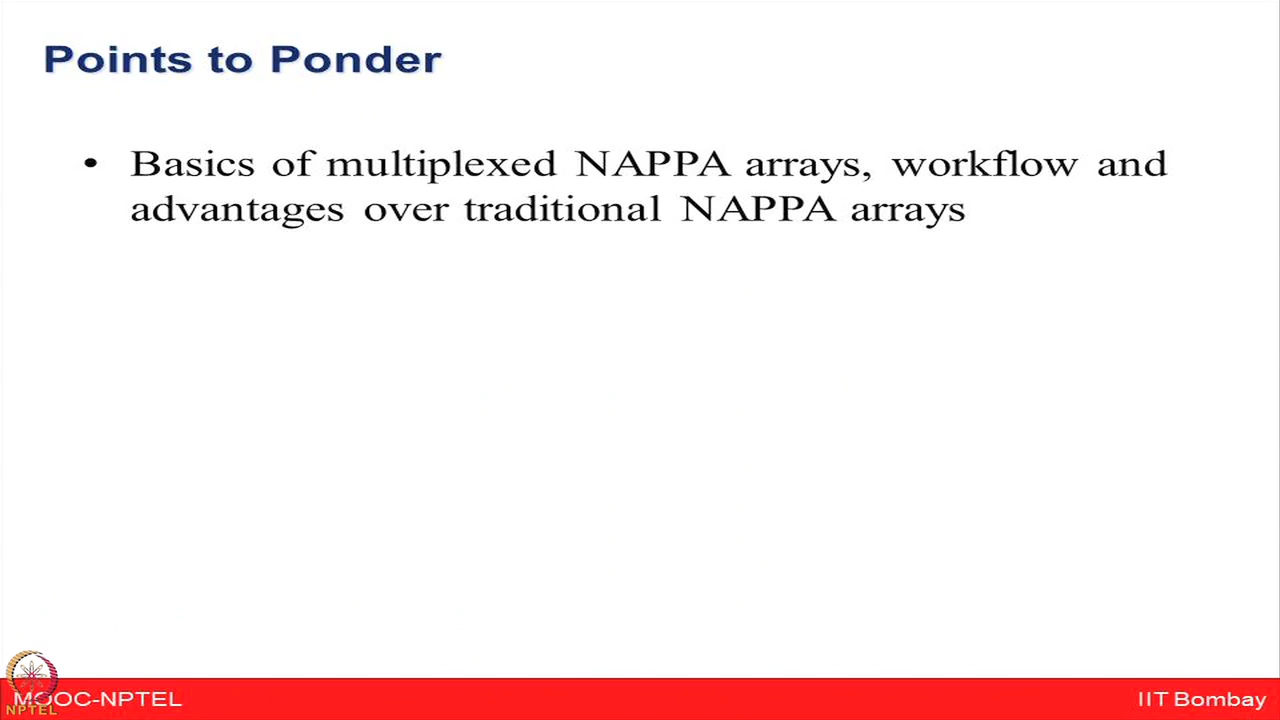 Points to Ponder
• Basics of multiplexed NAPPA arrays, workflow and
advantages over traditional NAPPA arrays
MOOC-NPTEL
NPTEL
IIT Bombay